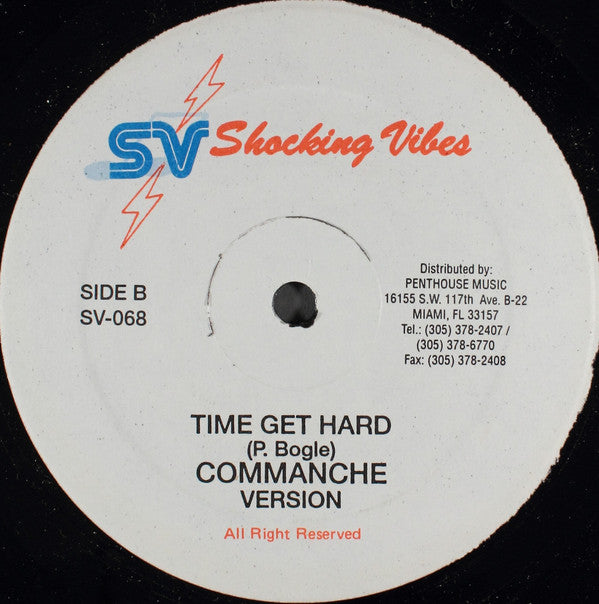 SV Shocking Vibes
SIDE B
SV-068
Distributed by:
PENTHOUSE MUSIC
16155 S.W. 117th Ave. B-22
MIAMI, FL 33157
Tel.: (305) 378-2407 /
(305) 378-6770
Fax: (305) 378-2408
TIME GET HARD
(P. Bogle)
COMMANCHE
VERSION
All Right Reserved